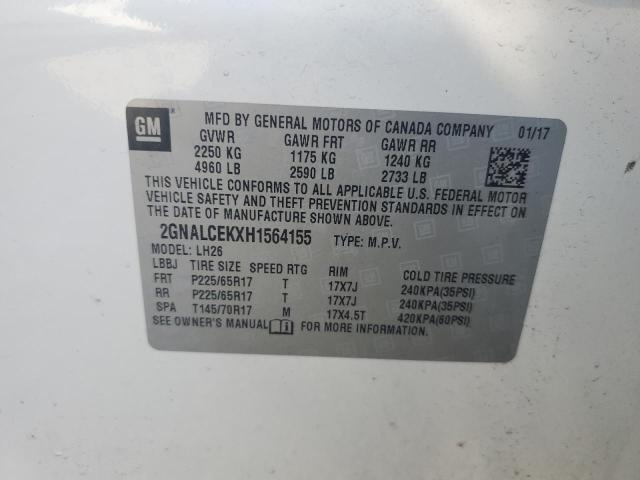 GM MFD BY GENERAL MOTORS OF CANADA COMPANY 01/17
GVWR GAWR FRT GAWR RR
2250 KG 1175 KG 1240 KG
4960 LB 2590 LB 2733 LB
THIS VEHICLE CONFORMS TO ALL APPLICABLE U.S. FEDERAL MOTOR
VEHICLE SAFETY AND THEFT PREVENTION STANDARDS IN EFFECT ON
THE DATE OF MANUFACTURE SHOWN ABOVE.
2GNALCEKXH1564155 TYPE: M.P.V.
MODEL: LH26
LBBJ TIRE SIZE SPEED RTG RIM COLD TIRE PRESSURE
FRT P225/65R17 T 17X7J 240KPA(35PSI)
RR P225/65R17 T 17X7J 240KPA(35PSI)
SPA T145/70R17 M 17X4.5T 420KPA(60PSI)
SEE OWNER'S MANUAL FOR MORE INFORMATION.